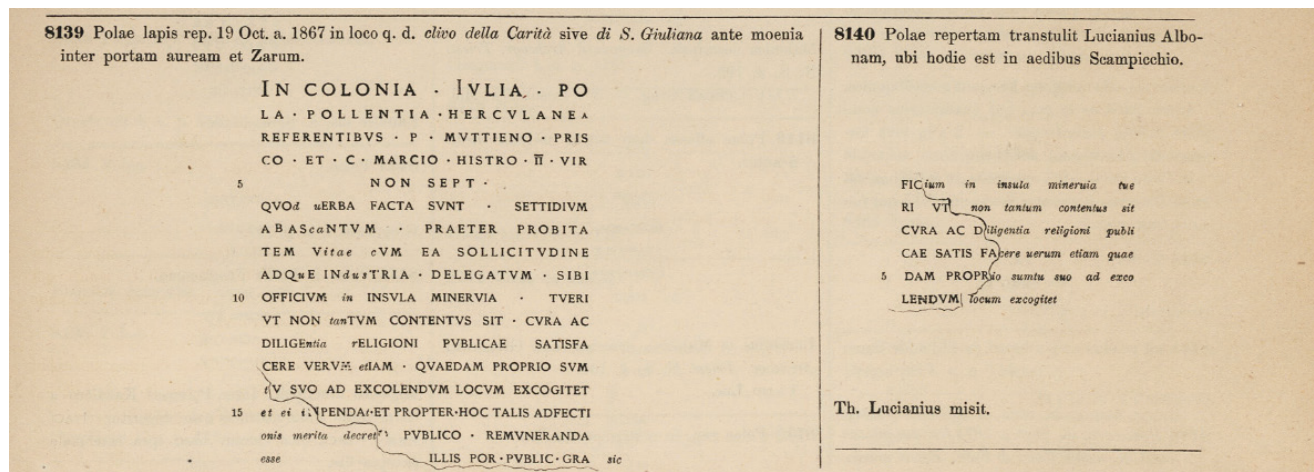 8139 Polae lapis rep. 19 Oct. a. 1867 in loco q. d. clivo della Carità sive di S. Giuliana ante moenia
inter portam auream et Zarum.
IN COLONIA · IVLIA · PO
LA · POLLENTIA · HERCVLANEA
REFERENTIBVS · P · MVTTIENO · PRIS
CO · ET · C · MARCIO · HISTRO · II̅ · VIR
5 NON SEPT ·
QVOd uERBA FACTA SVNT · SETTIDIVM
ABAScaNTVM · PRAETER PROBITA
TEM Vitae cVM EA SOLLICITVDINE
ADQuE INdusTRIA · DELEGATVM · SIBI
10 OFFICIVM in INSVLA MINERVIA · TVERI
VT NON tanTVM CONTENTVS SIT · CVRA AC
DILIGEntia rELIGIONI PVBLICAE SATISFA
CERE VERVM etIAM · QVAEDAM PROPRIO SVM
tV SVO AD EXCOLENDVM LOCVM EXCOGITET
15 et ei iMPENDAt·ET PROPTER·HOC TALIS ADFECTI
onis merita decreto PVBLICO · REMVNERANDA
esse ILLIS POR · PVBLIC · GRA sic
8140 Polae repertam transtulit Lucianius Albo-
nam, ubi hodie est in aedibus Scampicchio.
FICium in insula mineruia tue
RI VT non tantum contentus sit
CVRA AC Diligentia religioni publi
CAE SATIS FAcere uerum etiam quae
5 DAM PROPRio sumtu suo ad exco
LENDVM locum excogitet
Th. Lucianius misit.